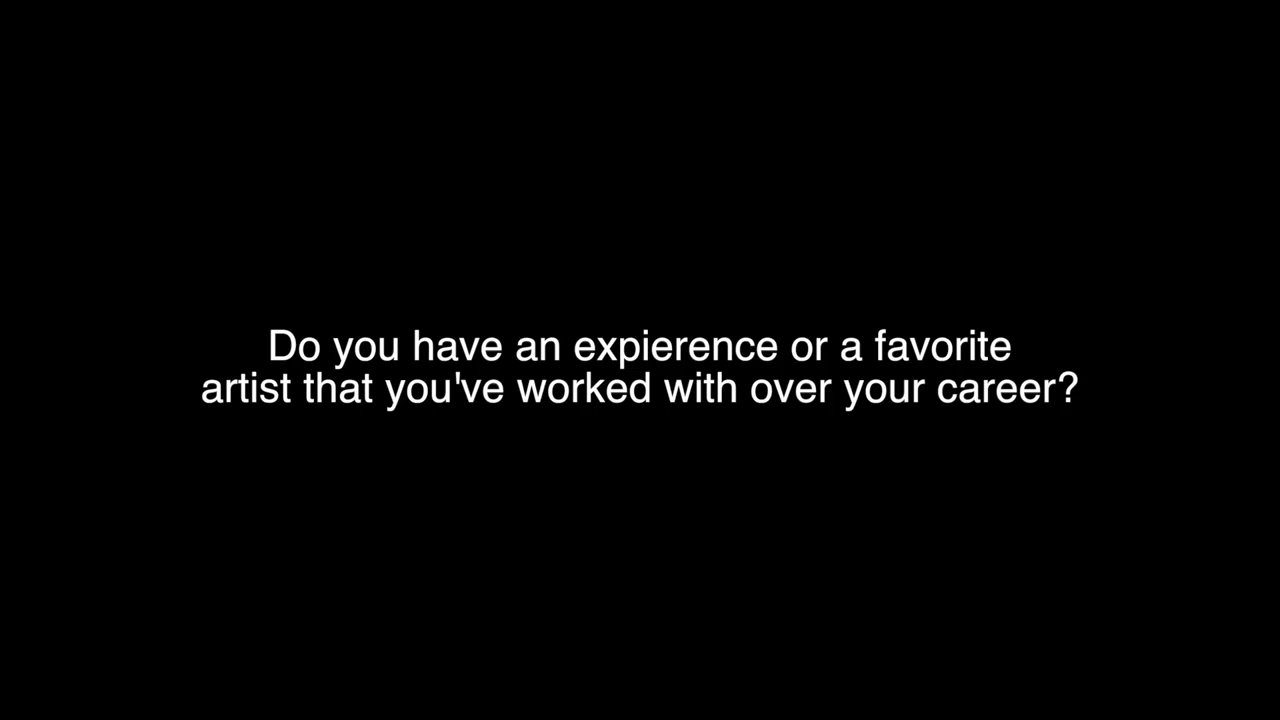 Do you have an expierence or a favorite
artist that you've worked with over your career?